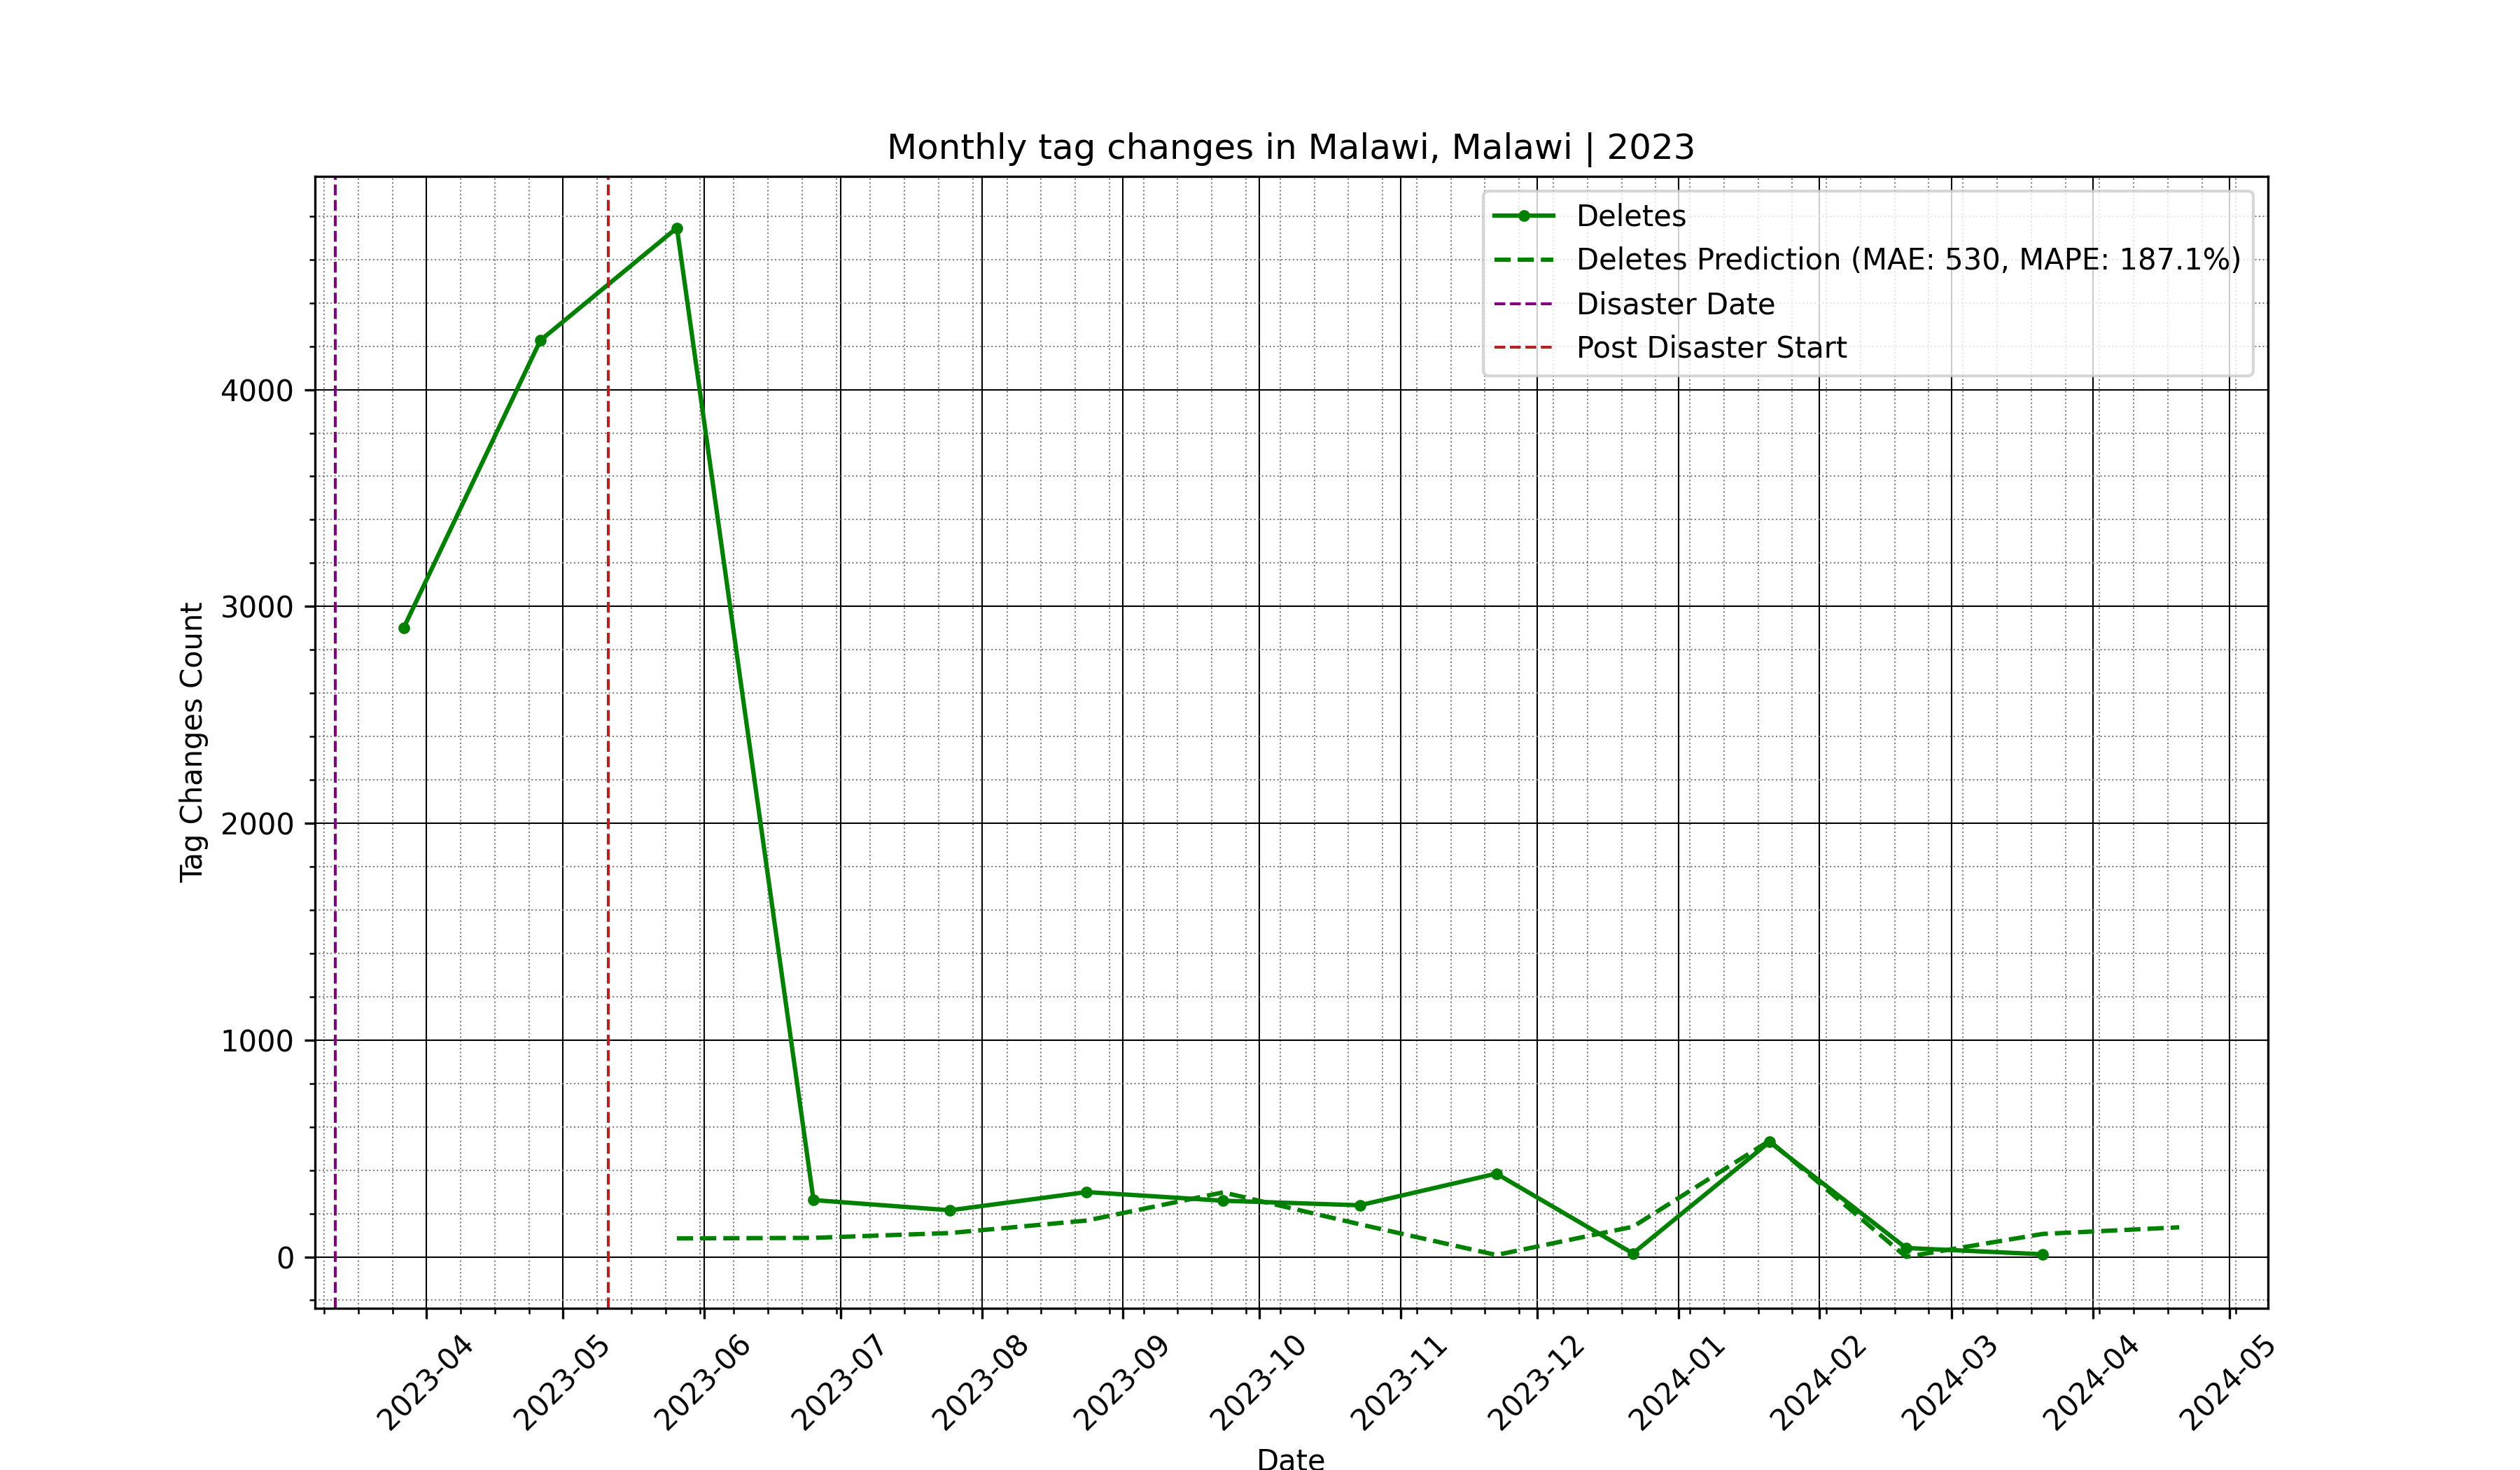 Monthly tag changes in Malawi, Malawi | 2023
Deletes
Deletes Prediction (MAE: 530, MAPE: 187.1%)
Disaster Date
Post Disaster Start
Tag Changes Count
4000
3000
2000
1000
0
2023-04
2023-05
2023-06
2023-07
2023-08
2023-09
2023-10
2023-11
2023-12
2024-01
2024-02
2024-03
2024-04
2024-05
Date